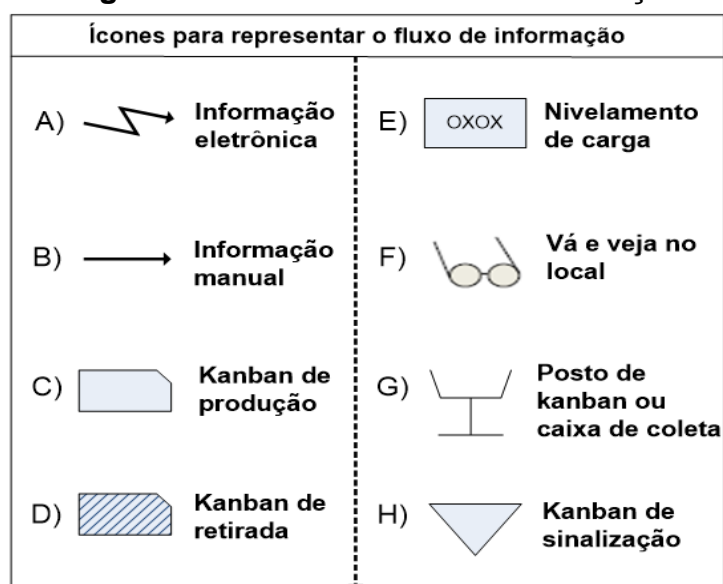 Ícones para representar o fluxo de informação
A) Informação
eletrônica
B) Informação
manual
C) Kanban de
produção
D) Kanban de
retirada
E) OXOX Nivelamento
de carga
F) Vá e veja no
local
G) Posto de
kanban ou
caixa de coleta
H) Kanban de
sinalização